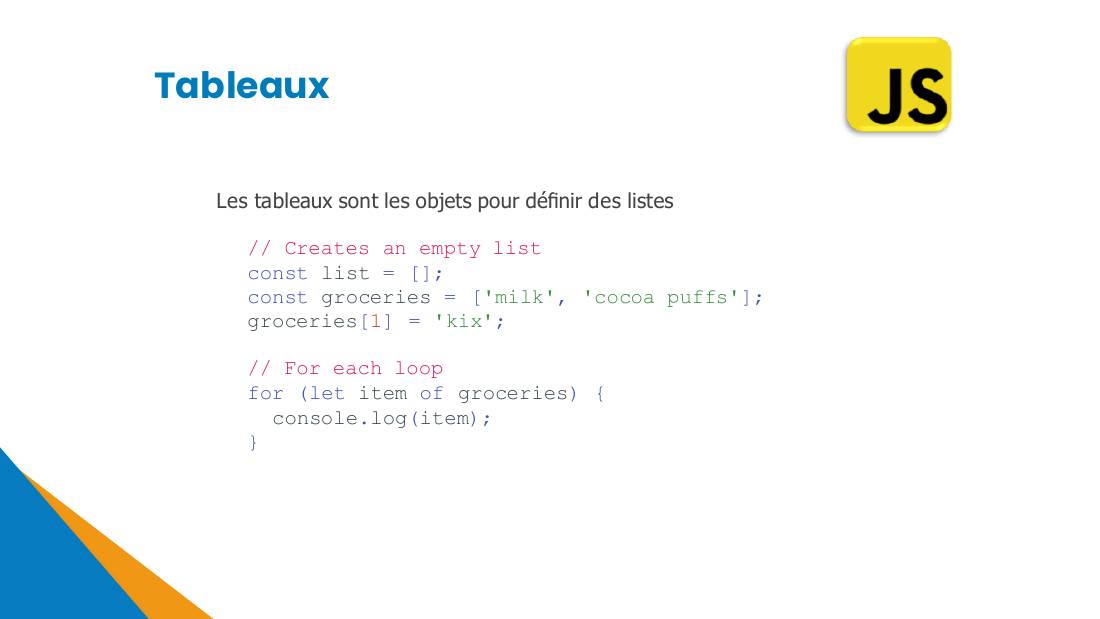 Tableaux
JS
Les tableaux sont les objets pour définir des listes
// Creates an empty list
const list = [];
const groceries = ['milk', 'cocoa puffs'];
groceries[1] = 'kix';
// For each loop
for (let item of groceries) {
  console.log(item);
}